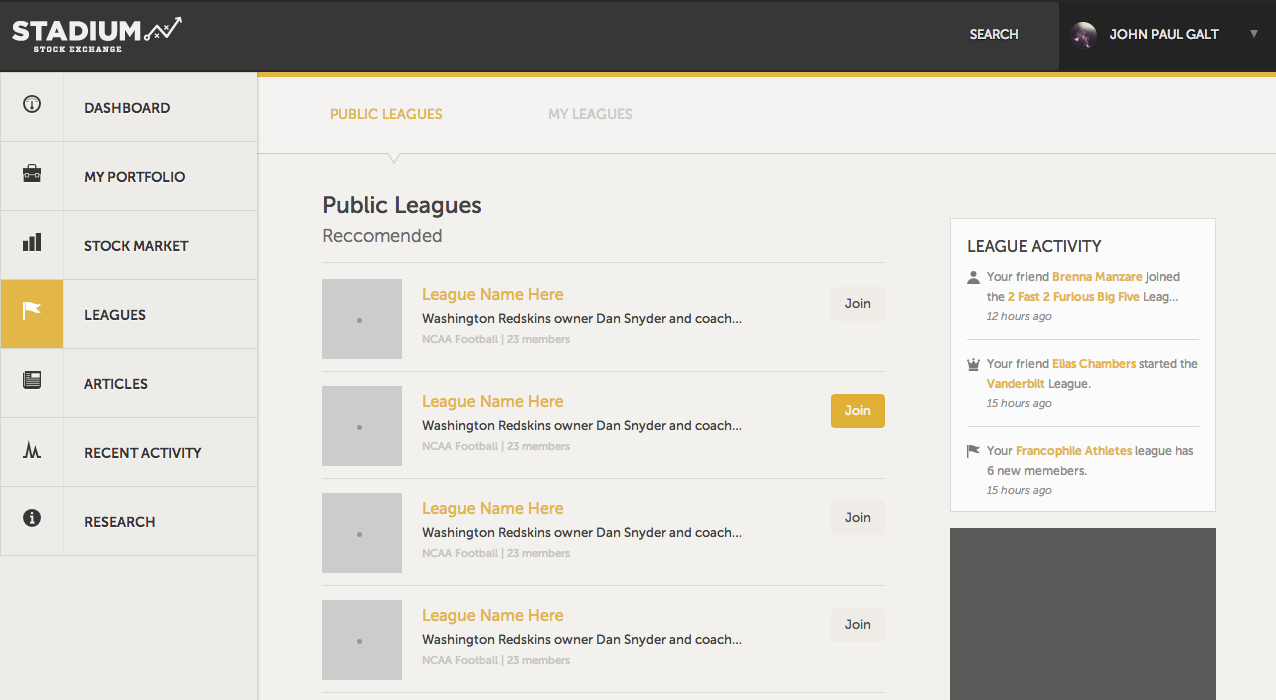 STADIUM
STOCK EXCHANGE
SEARCH
JOHN PAUL GALT
DASHBOARD
MY PORTFOLIO
STOCK MARKET
LEAGUES
ARTICLES
RECENT ACTIVITY
RESEARCH
PUBLIC LEAGUES
MY LEAGUES
Public Leagues
Reccomended
League Name Here
Washington Redskins owner Dan Snyder and coach...
NCAA Football | 23 members
Join
League Name Here
Washington Redskins owner Dan Snyder and coach...
NCAA Football | 23 members
Join
League Name Here
Washington Redskins owner Dan Snyder and coach...
NCAA Football | 23 members
Join
League Name Here
Washington Redskins owner Dan Snyder and coach...
NCAA Football | 23 members
Join
LEAGUE ACTIVITY
Your friend Brenna Manzare joined
the 2 Fast 2 Furious Big Five Leag...
12 hours ago
Your friend Elias Chambers started the
Vanderbilt League.
15 hours ago
Your Francophile Athletes league has
6 new memebers.
15 hours ago